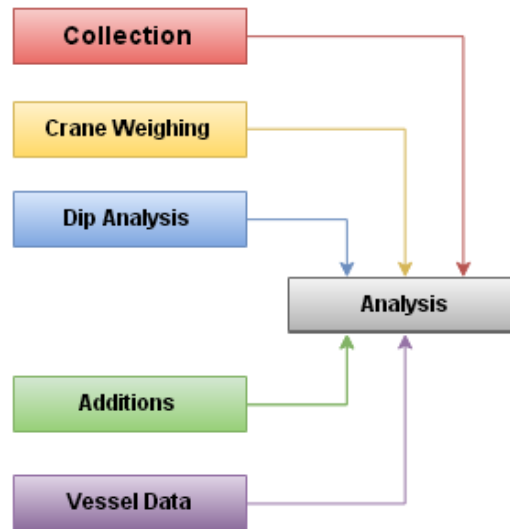 Collection
Crane Weighing
Dip Analysis
Analysis
Additions
Vessel Data